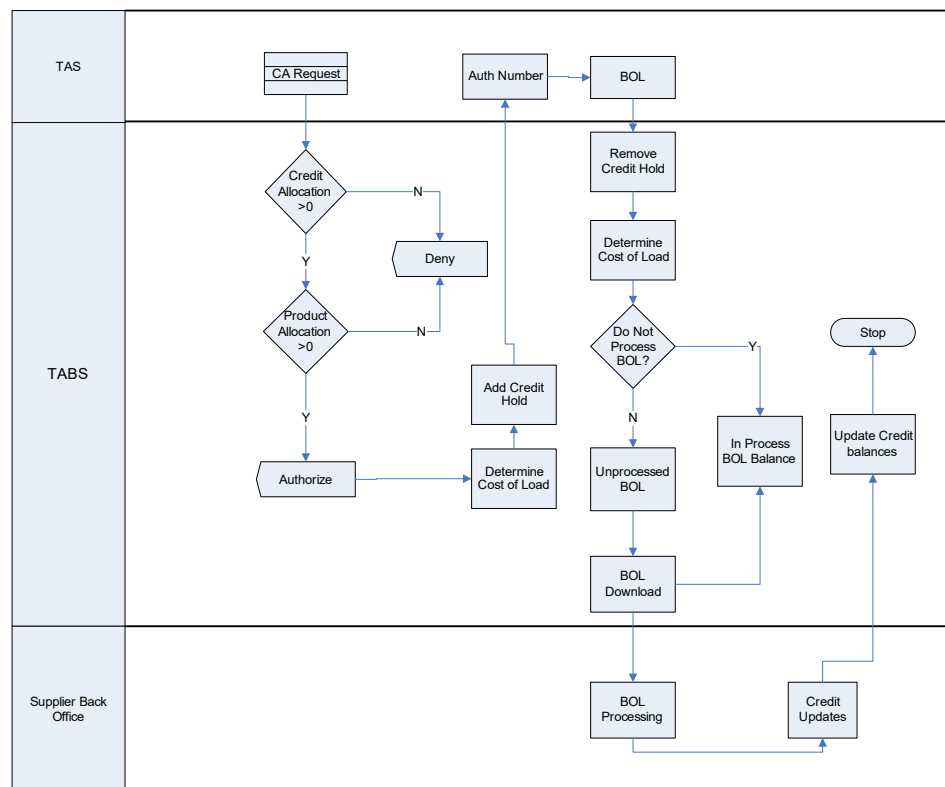 TAS
CA Request
Auth Number
BOL
TABS
Credit
Allocation
>0
N
Y
Deny
Product
Allocation
>0
N
Y
Authorize
Determine
Cost of Load
Add Credit
Hold
Remove
Credit Hold
Determine
Cost of Load
Do Not
Process
BOL?
Y
N
Unprocessed
BOL
In Process
BOL Balance
BOL
Download
Stop
Update Credit
balances
Supplier Back
Office
BOL
Processing
Credit
Updates